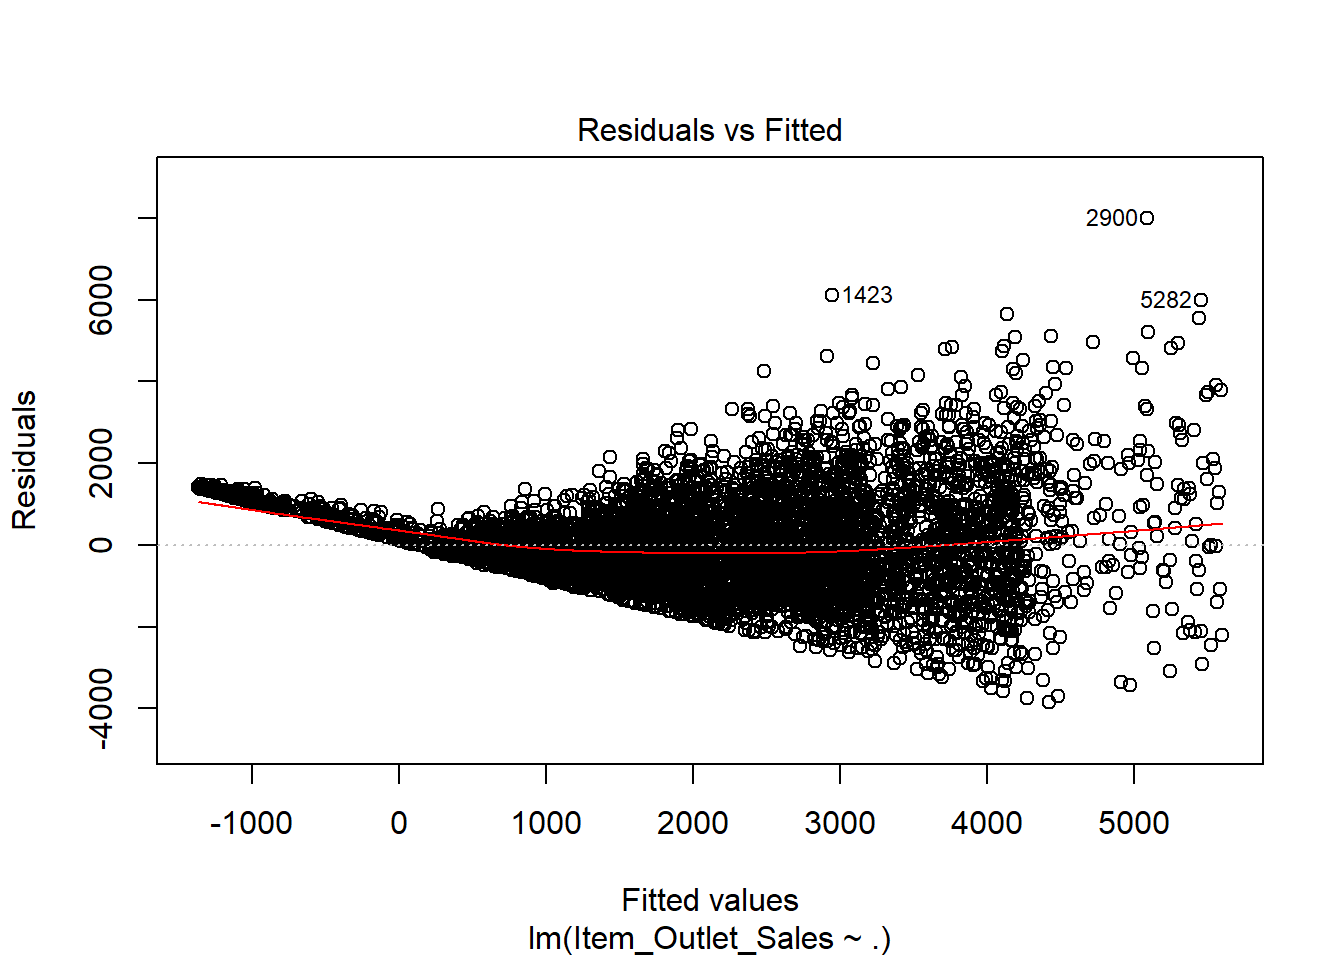 Residuals vs Fitted
2900
1423
5282
Residuals
6000
2000
0
-4000
-1000 0 1000 2000 3000 4000 5000
Fitted values
lm(Item_Outlet_Sales ~ .)